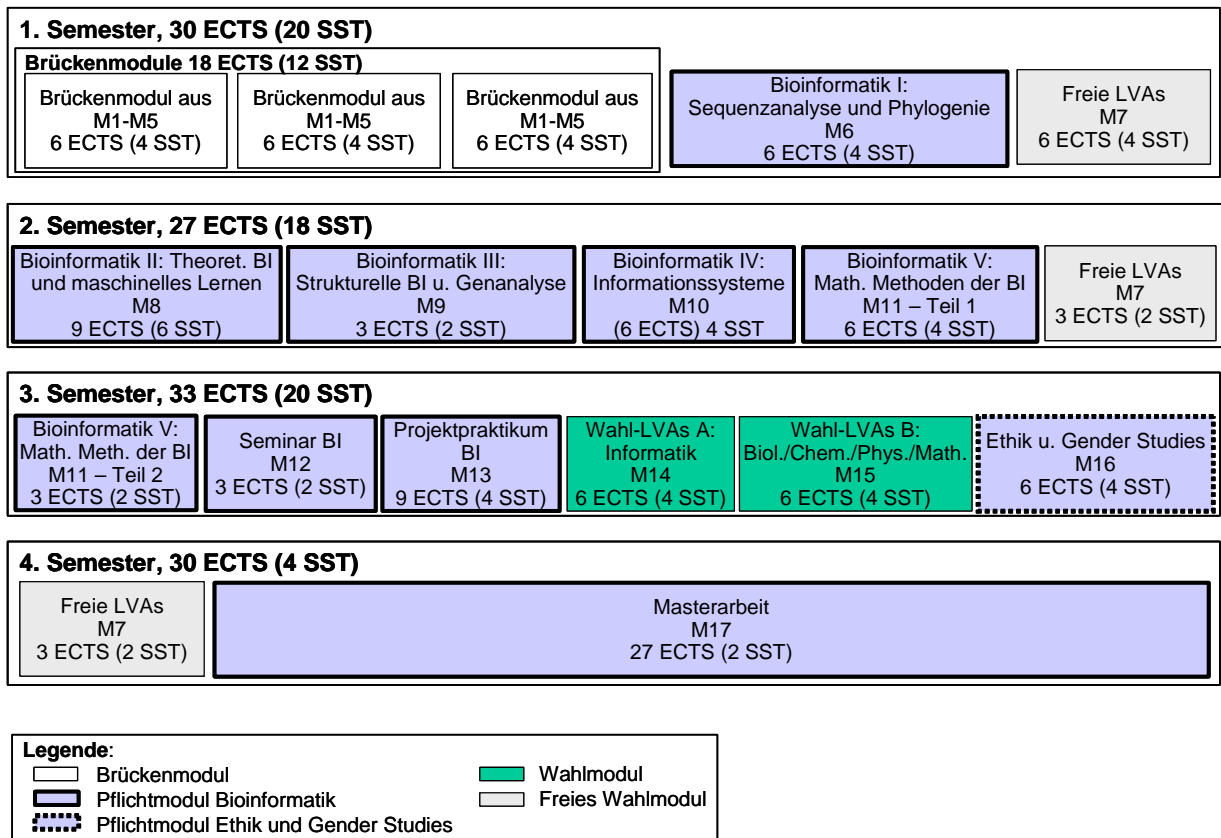 1. Semester, 30 ECTS (20 SST)
Brückenmodule 18 ECTS (12 SST)
Brückenmodul aus
M1-M5
6 ECTS (4 SST)
Brückenmodul aus
M1-M5
6 ECTS (4 SST)
Brückenmodul aus
M1-M5
6 ECTS (4 SST)
Bioinformatik I:
Sequenzanalyse und Phylogenie
M6
6 ECTS (4 SST)
Freie LVAs
M7
6 ECTS (4 SST)
2. Semester, 27 ECTS (18 SST)
Bioinformatik II: Theoret. BI
und maschinelles Lernen
M8
9 ECTS (6 SST)
Bioinformatik III:
Strukturelle BI u. Genanalyse
M9
3 ECTS (2 SST)
Bioinformatik IV:
Informationssysteme
M10
(6 ECTS) 4 SST
Bioinformatik V:
Math. Methoden der BI
M11 – Teil 1
6 ECTS (4 SST)
Freie LVAs
M7
3 ECTS (2 SST)
3. Semester, 33 ECTS (20 SST)
Bioinformatik V:
Math. Meth. der BI
M11 – Teil 2
3 ECTS (2 SST)
Seminar BI
M12
3 ECTS (2 SST)
Projektpraktikum
BI
M13
9 ECTS (4 SST)
Wahl-LVAs A:
Informatik
M14
6 ECTS (4 SST)
Wahl-LVAs B:
Biol./Chem./Phys./Math.
M15
6 ECTS (4 SST)
Ethik u. Gender Studies
M16
6 ECTS (4 SST)
4. Semester, 30 ECTS (4 SST)
Freie LVAs
M7
3 ECTS (2 SST)
Masterarbeit
M17
27 ECTS (2 SST)
Legende:
Brückenmodul
Pflichtmodul Bioinformatik
Pflichtmodul Ethik und Gender Studies
Wahlmodul
Freies Wahlmodul